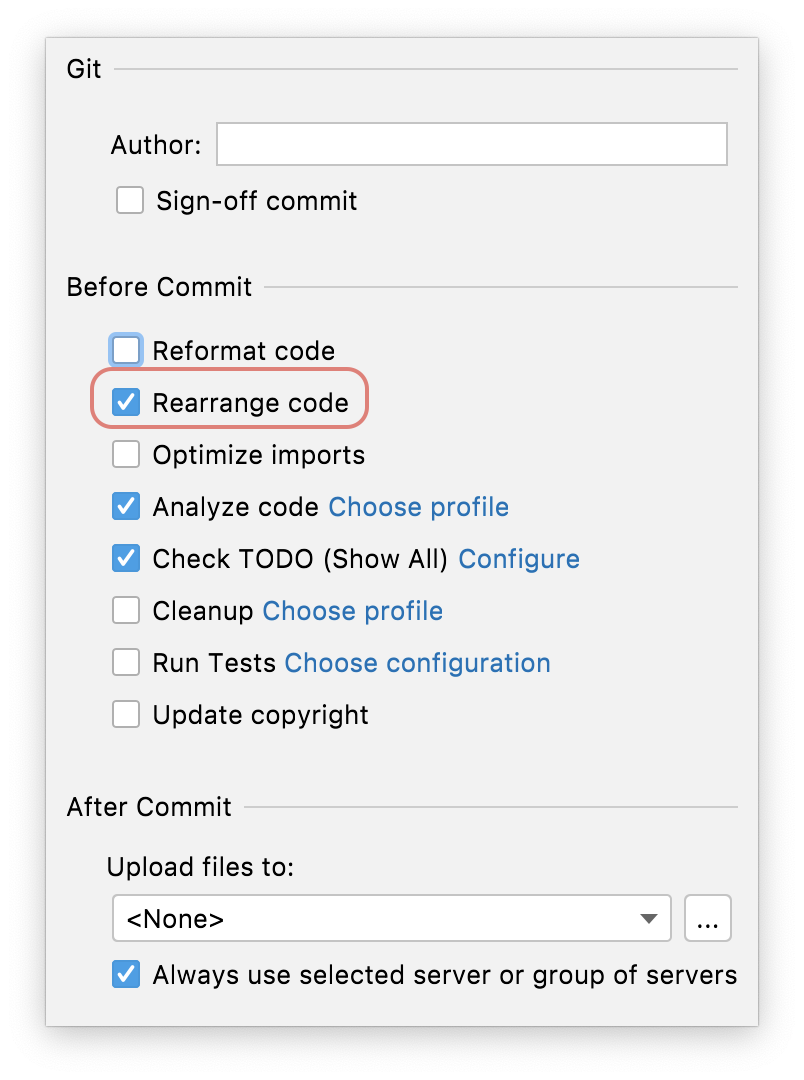 Git
Author:
Sign-off commit
Before Commit
Reformat code
Rearrange code
Optimize imports
Analyze code Choose profile
Check TODO (Show All) Configure
Cleanup Choose profile
Run Tests Choose configuration
Update copyright
After Commit
Upload files to:
<None> ...
Always use selected server or group of servers